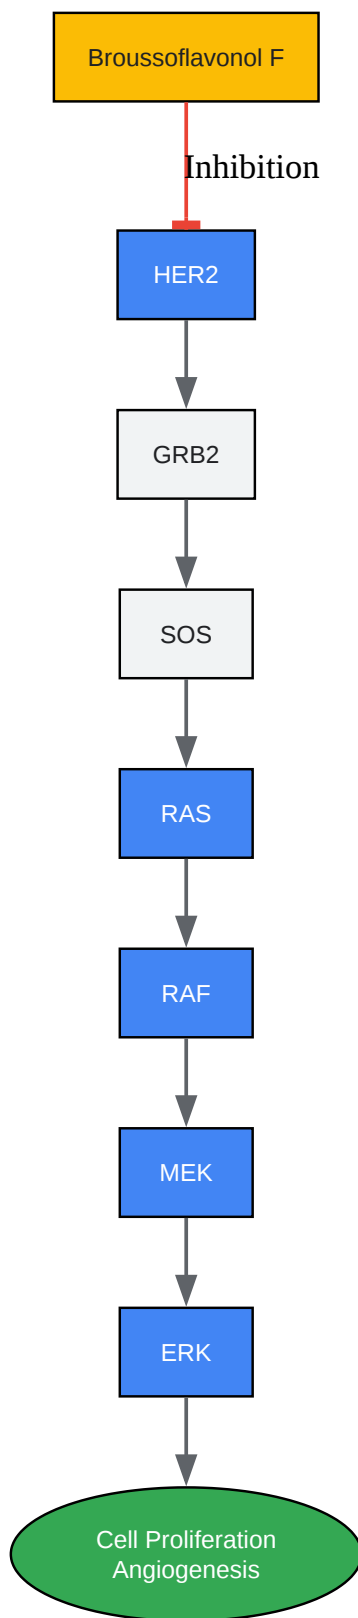 Broussoflavonol F
Inhibition
HER2
GRB2
SOS
RAS
RAF
MEK
ERK
Cell Proliferation
Angiogenesis